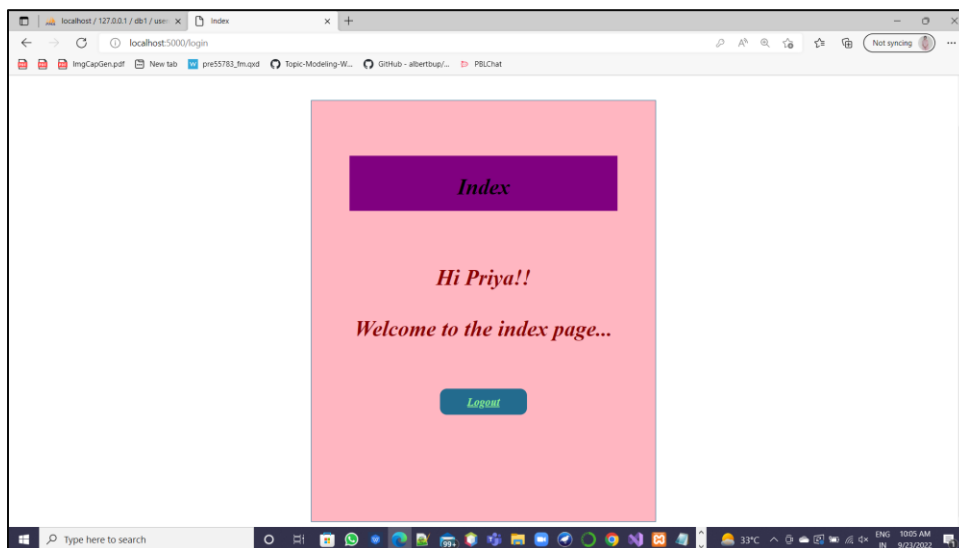 localhost / 127.0.0.1 / db1 / user
Index
localhost:5000/login
Not syncing
ImgCapGen.pdf
New tab
pre55783_fm.qxd
Topic-Modeling-W...
GitHub - albertbup/...
PBLChat
Index
Hi Priya!!
Welcome to the index page...
Logout
Type here to search
99+
33°C
ENG
IN
10:05 AM
9/23/2022